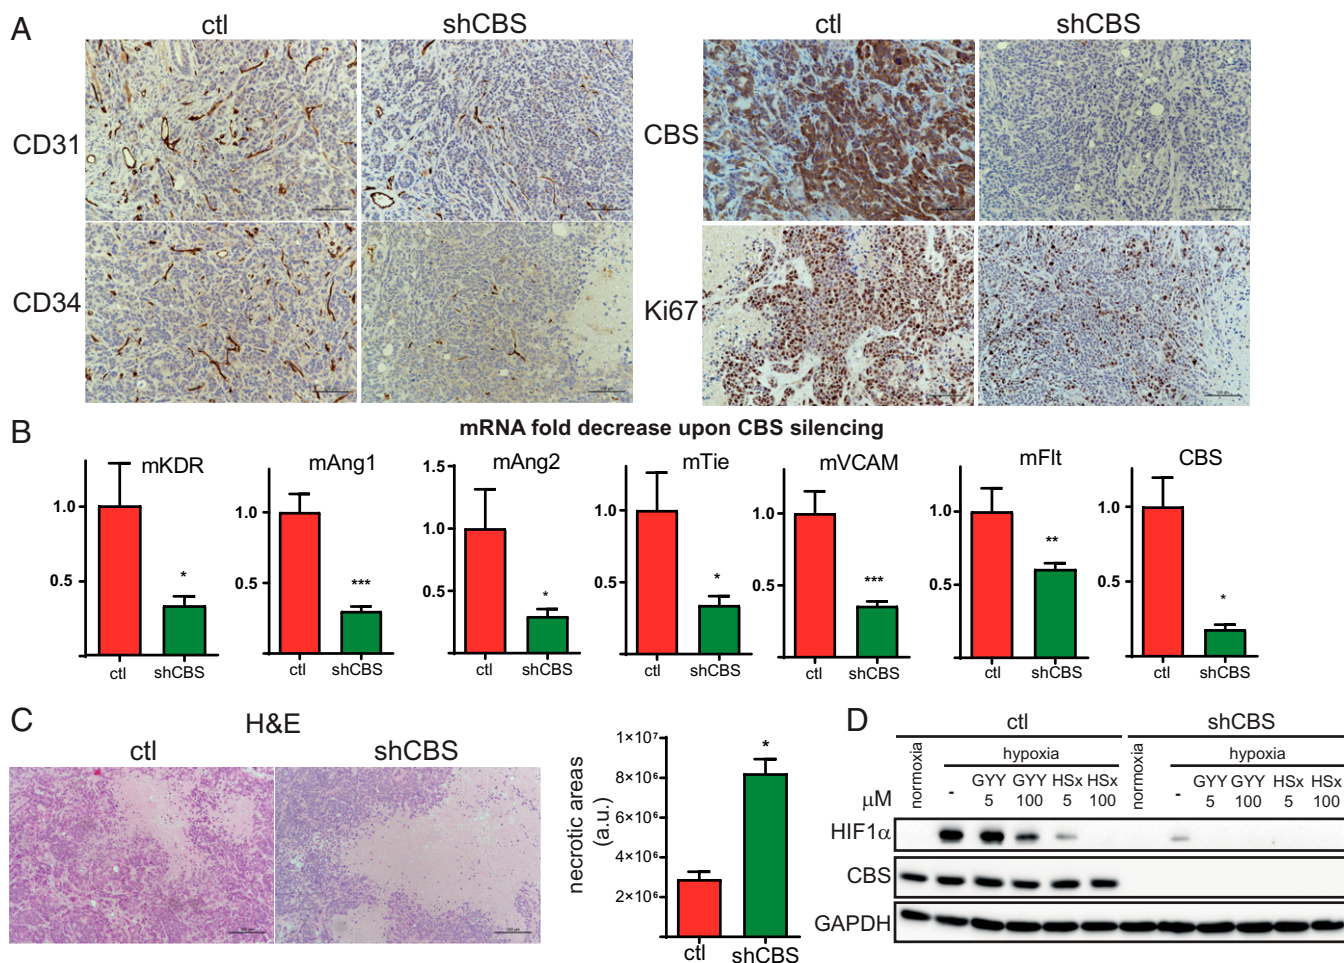 A
ctl
shCBS
ctl
shCBS
CD31
CBS
CD34
Ki67
B
mRNA fold decrease upon CBS silencing
mKDR
mAng1
mAng2
mTie
mVCAM
mFlt
CBS
1.0
0.5
*
ctl
shCBS
1.0
0.5
***
ctl
shCBS
1.5
1.0
0.5
*
ctl
shCBS
1.0
0.5
*
ctl
shCBS
1.0
0.5
***
ctl
shCBS
1.0
0.5
**
ctl
shCBS
1.0
0.5
*
ctl
shCBS
C
H&E
ctl
shCBS
necrotic areas
(a.u.)
1×10⁷
8×10⁶
6×10⁶
4×10⁶
2×10⁶
*
ctl
shCBS
D
ctl
shCBS
normoxia
hypoxia
normoxia
hypoxia
- GYY GYY HSx HSx - GYY GYY HSx HSx
μM 5 100 5 100 5 100 5 100
HIF1α
CBS
GAPDH